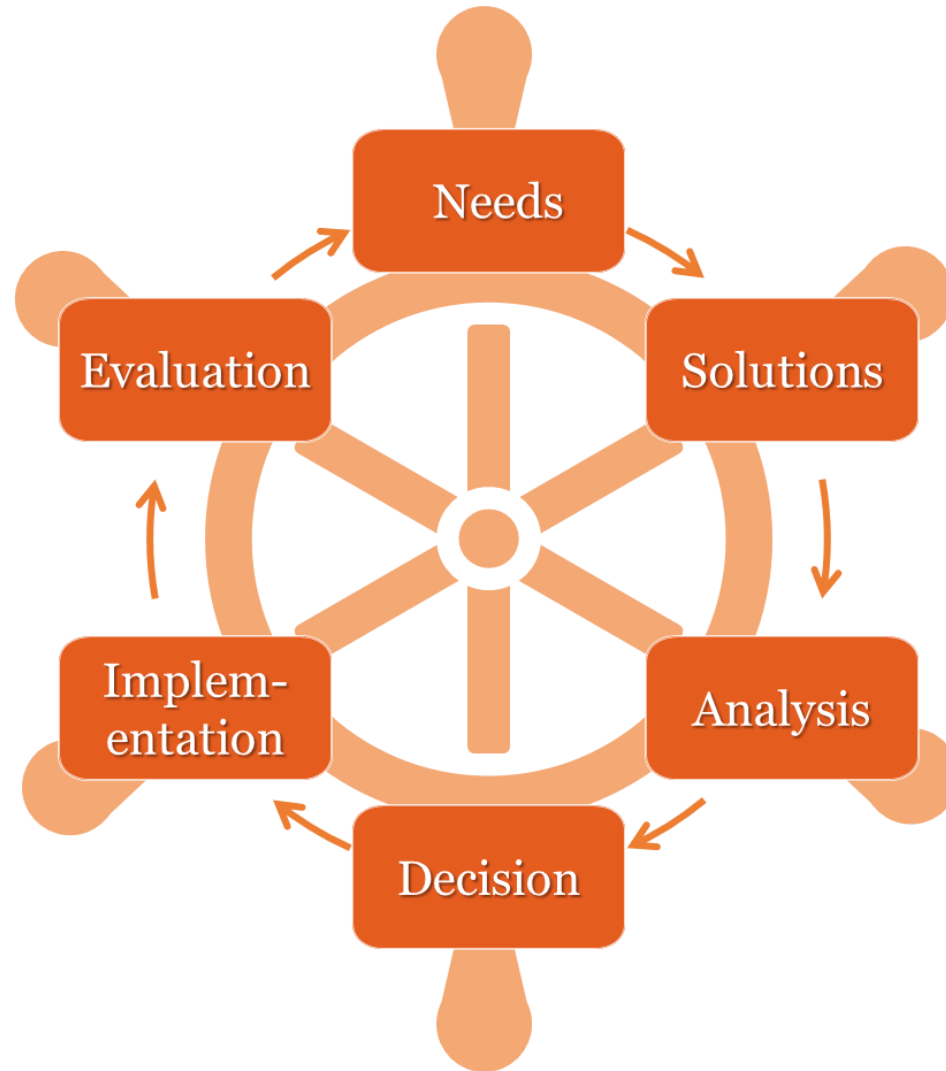 Needs
Solutions
Analysis
Decision
Implem-
entation
Evaluation